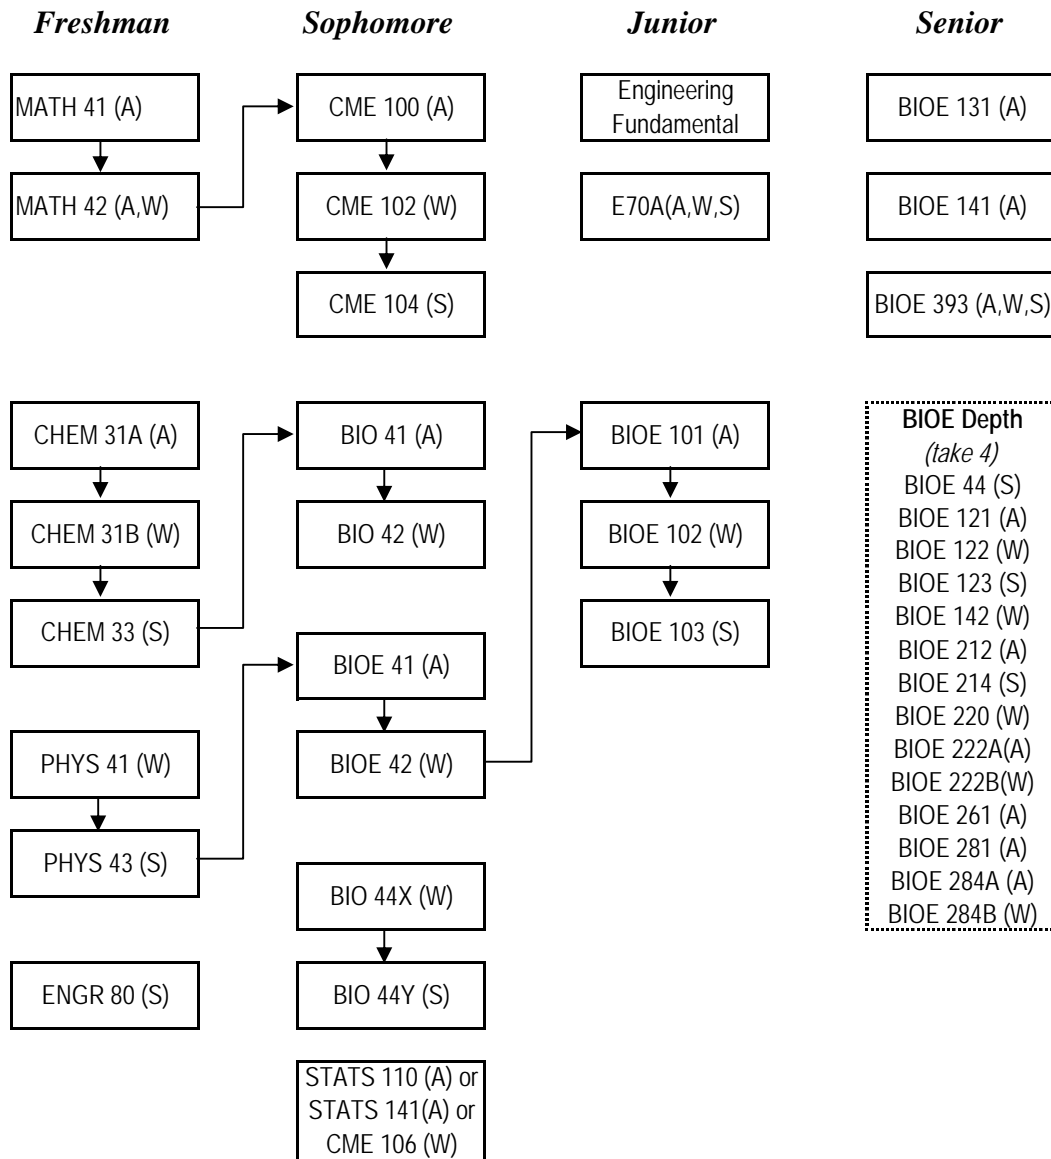 Freshman
MATH 41 (A)
MATH 42 (A,W)
CHEM 31A (A)
CHEM 31B (W)
CHEM 33 (S)
PHYS 41 (W)
PHYS 43 (S)
ENGR 80 (S)
Sophomore
CME 100 (A)
CME 102 (W)
CME 104 (S)
BIO 41 (A)
BIO 42 (W)
BIOE 41 (A)
BIOE 42 (W)
BIO 44X (W)
BIO 44Y (S)
STATS 110 (A) or
STATS 141(A) or
CME 106 (W)
Junior
Engineering
Fundamental
E70A(A,W,S)
BIOE 101 (A)
BIOE 102 (W)
BIOE 103 (S)
Senior
BIOE 131 (A)
BIOE 141 (A)
BIOE 393 (A,W,S)
BIOE Depth
(take 4)
BIOE 44 (S)
BIOE 121 (A)
BIOE 122 (W)
BIOE 123 (S)
BIOE 142 (W)
BIOE 212 (A)
BIOE 214 (S)
BIOE 220 (W)
BIOE 222A(A)
BIOE 222B(W)
BIOE 261 (A)
BIOE 281 (A)
BIOE 284A (A)
BIOE 284B (W)